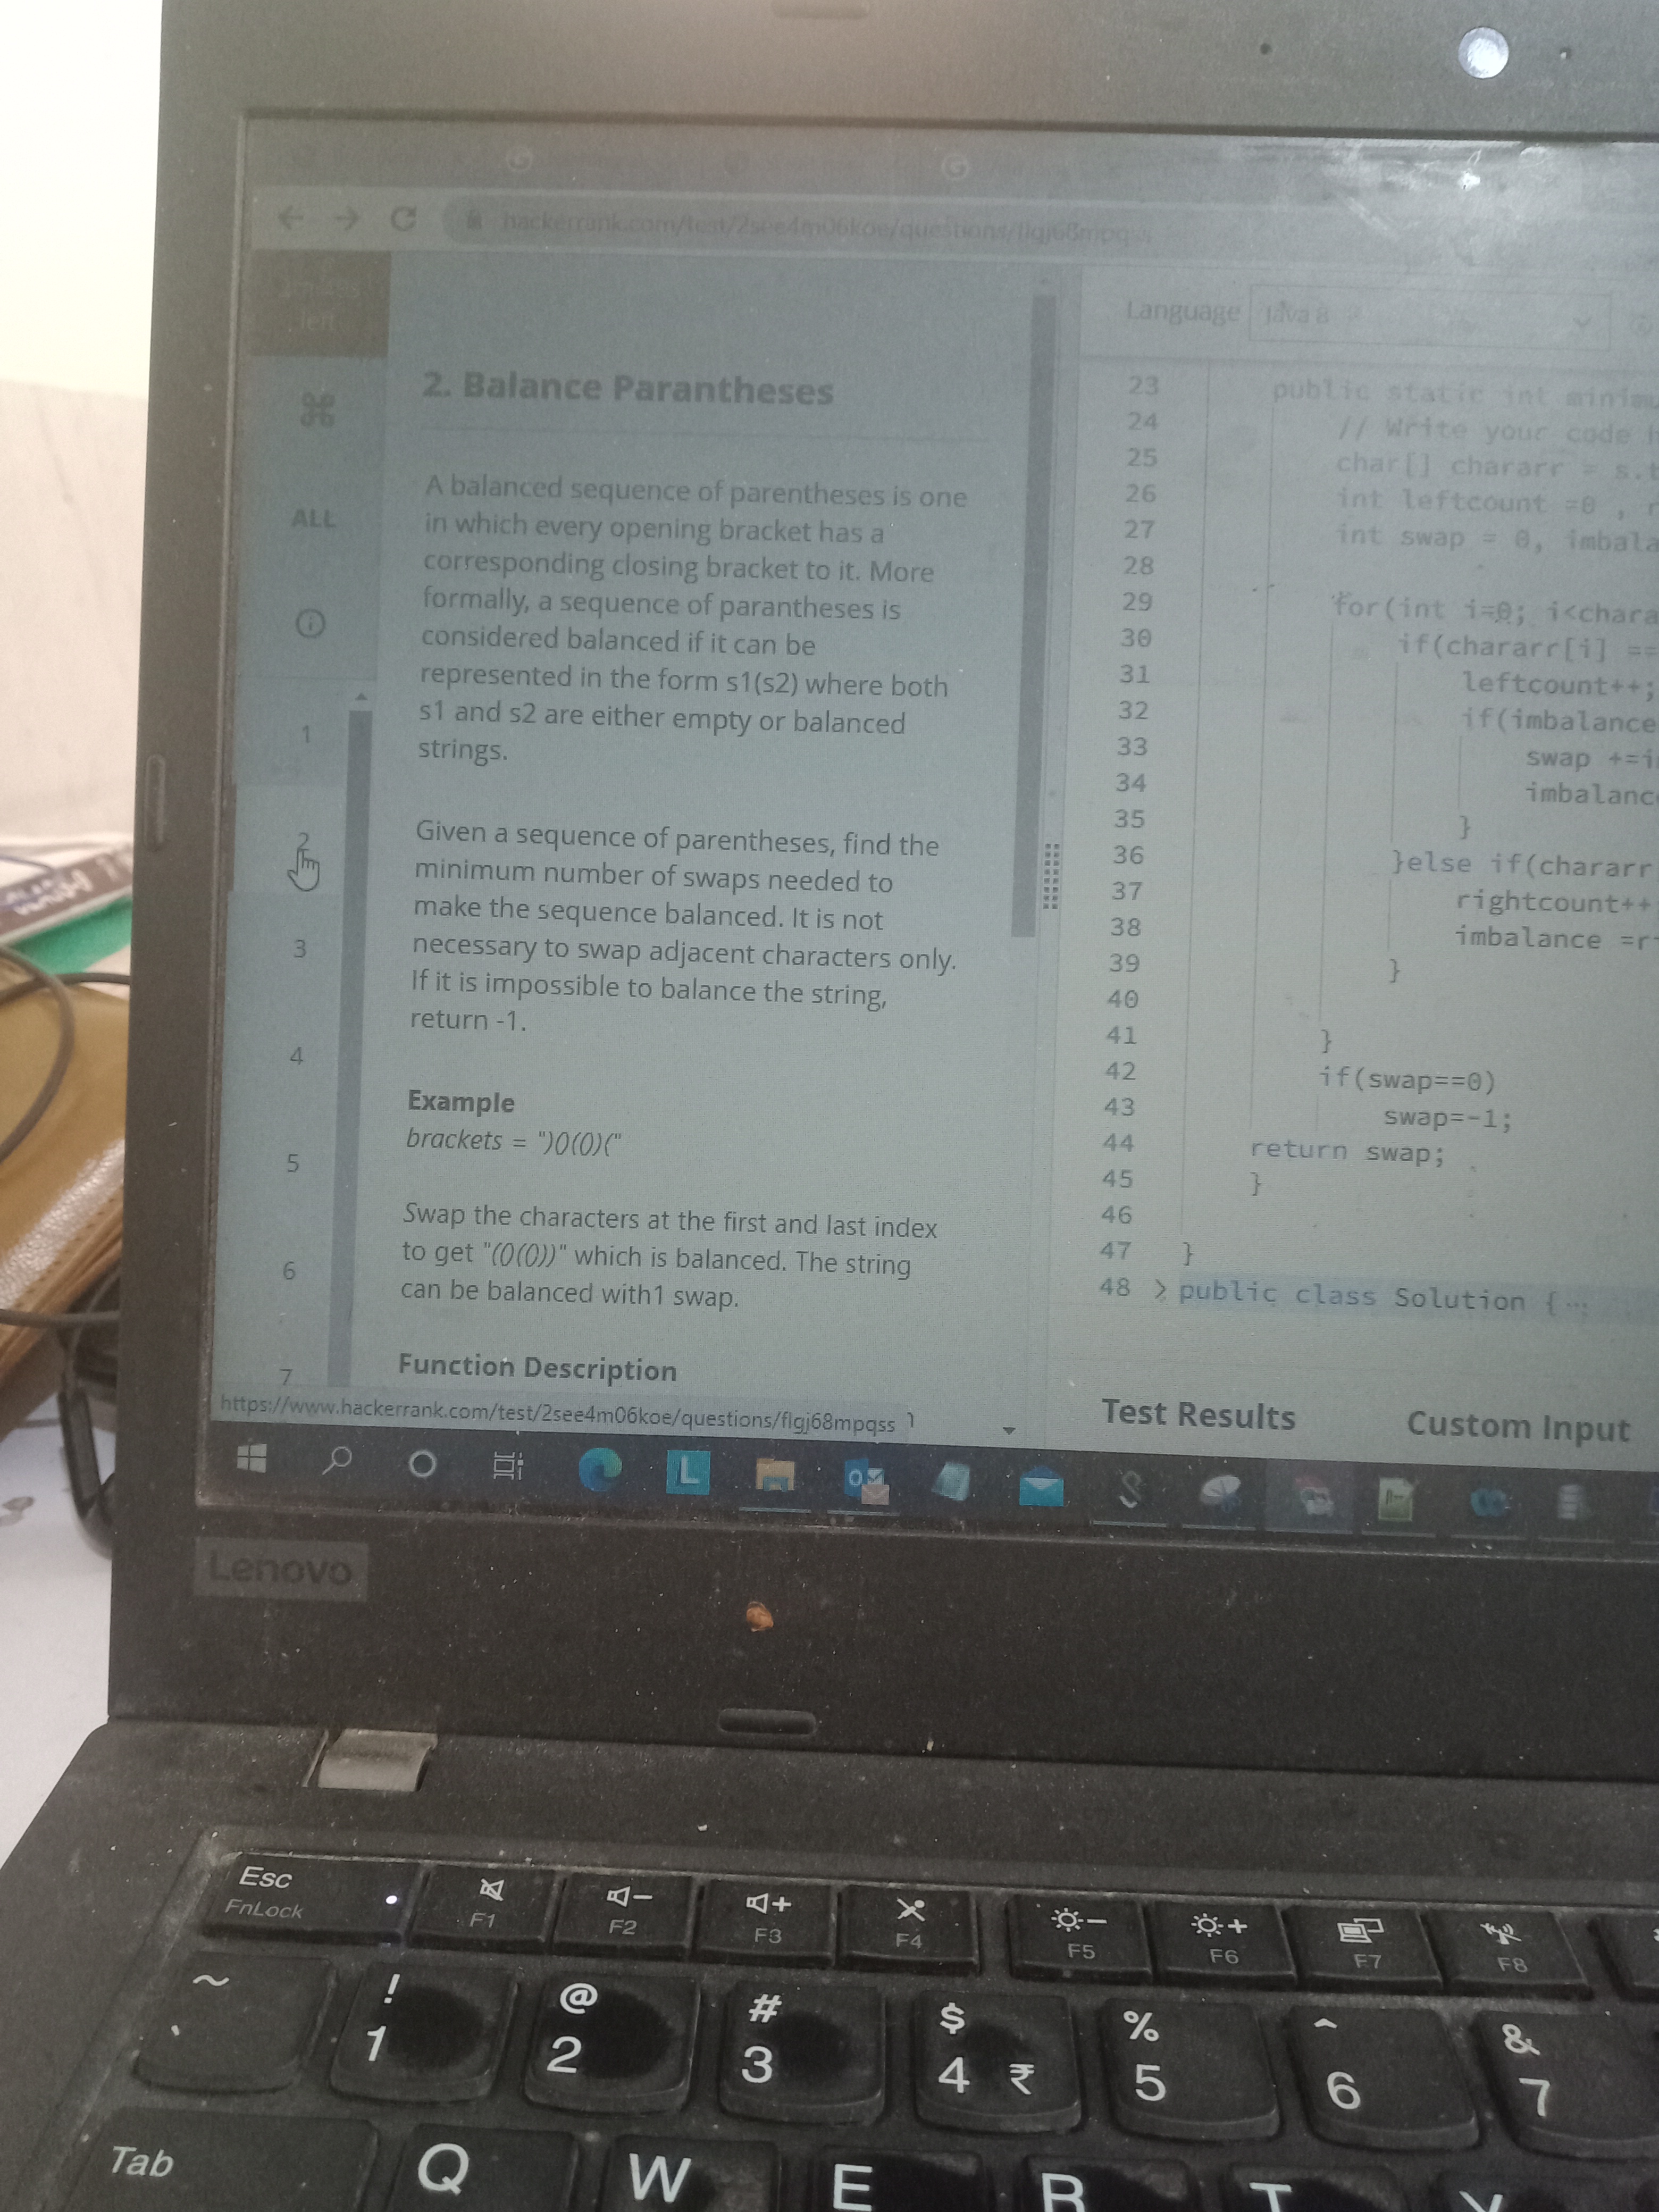 hackerrank.com/test/2see4m06koe/questions/flgj68mpqs
left
ALL
1
2
3
4
5
6
7
2. Balance Parantheses
A balanced sequence of parentheses is one
in which every opening bracket has a
corresponding closing bracket to it. More
formally, a sequence of parantheses is
considered balanced if it can be
represented in the form s1(s2) where both
s1 and s2 are either empty or balanced
strings.
Given a sequence of parentheses, find the
minimum number of swaps needed to
make the sequence balanced. It is not
necessary to swap adjacent characters only.
If it is impossible to balance the string,
return -1.
Example
brackets = ")()(()("
Swap the characters at the first and last index
to get "(()(()))" which is balanced. The string
can be balanced with1 swap.
Function Description
https://www.hackerrank.com/test/2see4m06koe/questions/flgj68mpqss
Language Java 8
23 public static int minimu
24 // Write your code h
25 char[] chararr = s.t
26 int leftcount =0 , r
27 int swap = 0, imbala
28
29 for(int i=0; i<chara
30 if(chararr[i] ==
31 leftcount++;
32 if(imbalance
33 swap +=i
34 imbalanc
35 }
36 }else if(chararr
37 rightcount++
38 imbalance =r
39 }
40
41 }
42 if(swap==0)
43 swap=-1;
44 return swap;
45 }
46
47 }
48 > public class Solution {
Test Results Custom Input
Lenovo
Esc
FnLock
F1 F2 F3 F4 F5 F6 F7 F8
~ ! @ # $ % ^ &
` 1 2 3 4 ₹ 5 6 7
Tab Q W E R T Y